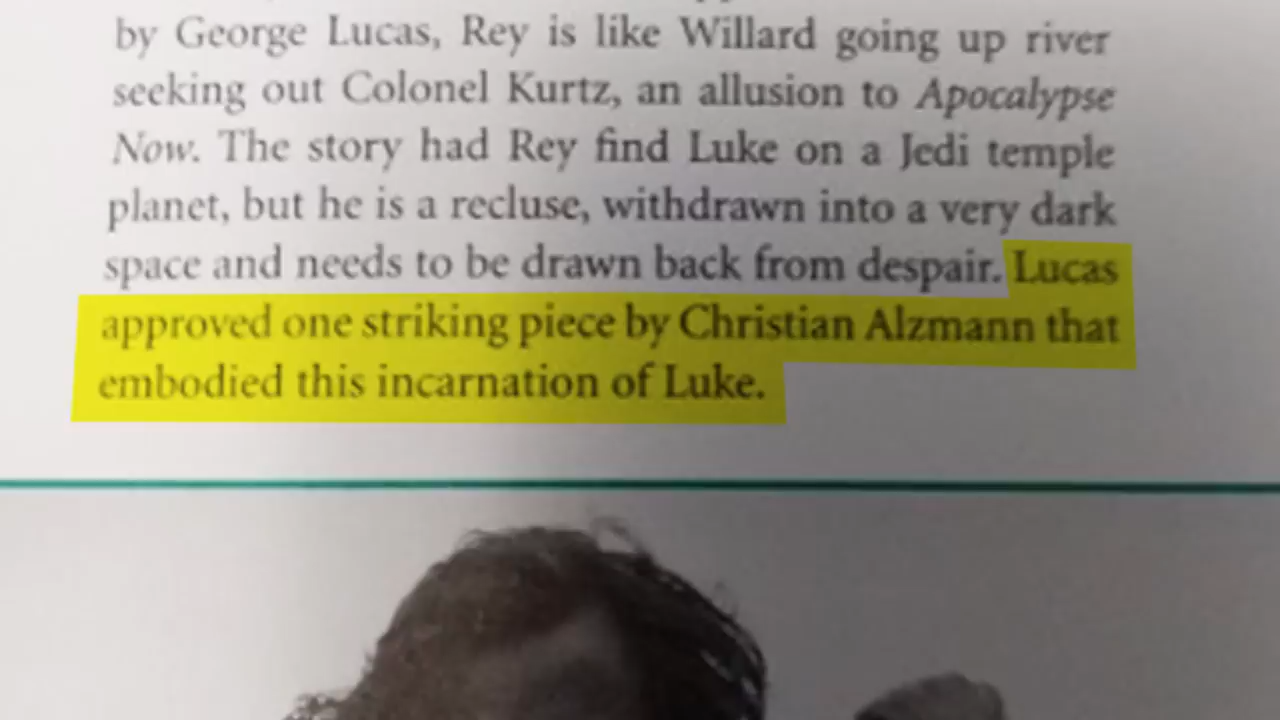 by George Lucas, Rey is like Willard going up river
seeking out Colonel Kurtz, an allusion to Apocalypse
Now. The story had Rey find Luke on a Jedi temple
planet, but he is a recluse, withdrawn into a very dark
space and needs to be drawn back from despair. Lucas
approved one striking piece by Christian Alzmann that
embodied this incarnation of Luke.